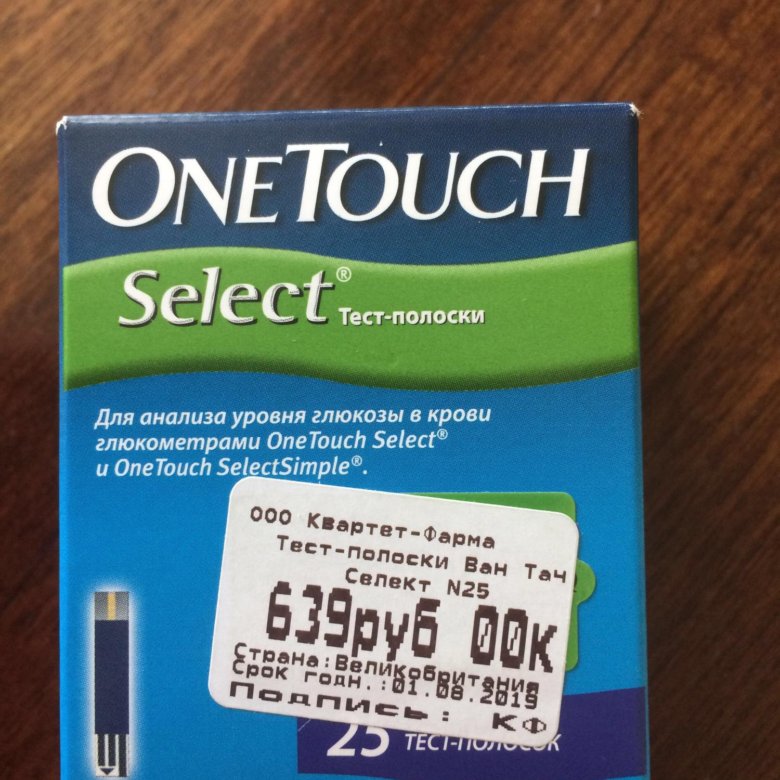 ONETOUCH
Select® Тест-полоски
Для анализа уровня глюкозы в крови
глюкометрами OneTouch Select®
и OneTouch SelectSimple®.
ООО Квартет-Фарма
Тест-полоски Ван Тач
Селект N25
639руб 00к
Страна:Великобритания
Срок годн.:01.08.2019
Подпись: КФ
25 ТЕСТ-ПОЛОСОК